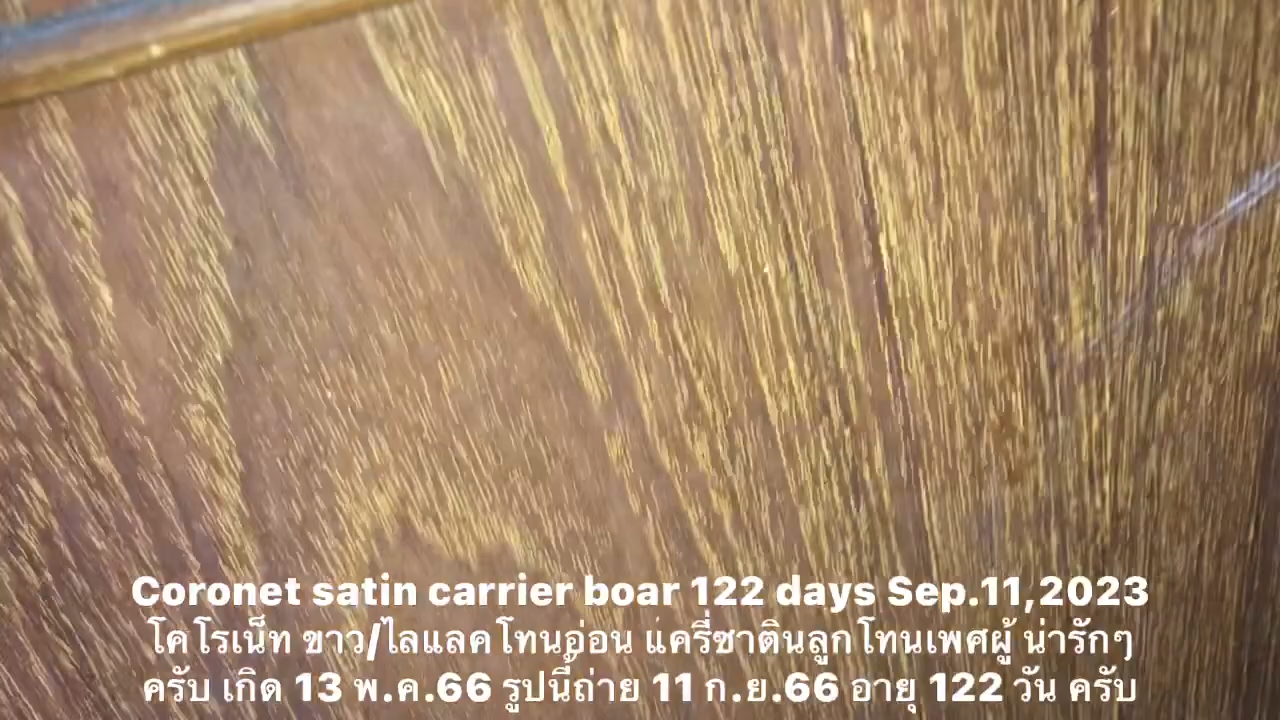 Coronet satin carrier boar 122 days Sep.11,2023
โคโรเน็ท ขาว/ไลแลคโทนอ่อน แครี่ซาตินลูกโทนเพศผู้ น่ารักๆ
ครับ เกิด 13 พ.ค.66 รูปนี้ถ่าย 11 ก.ย.66 อายุ 122 วัน ครับ